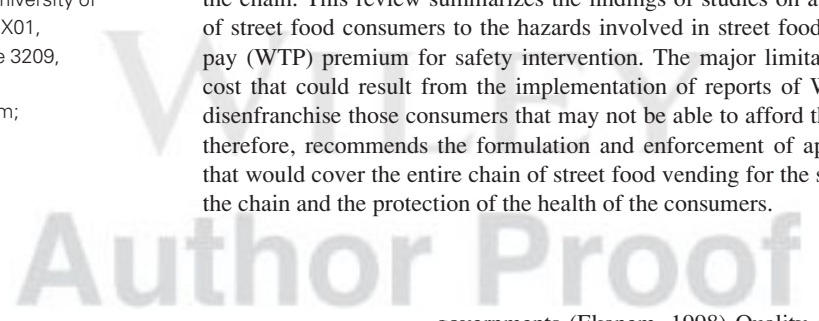 niversity of
X01,
e 3209,
m;
the chain. This review summarizes the findings of studies on a
of street food consumers to the hazards involved in street food
pay (WTP) premium for safety intervention. The major limita
cost that could result from the implementation of reports of W
disenfranchise those consumers that may not be able to afford th
therefore, recommends the formulation and enforcement of ap
that would cover the entire chain of street food vending for the s
the chain and the protection of the health of the consumers.
WILEY
Author Proof
governments (Ekanem, 1998) Quality